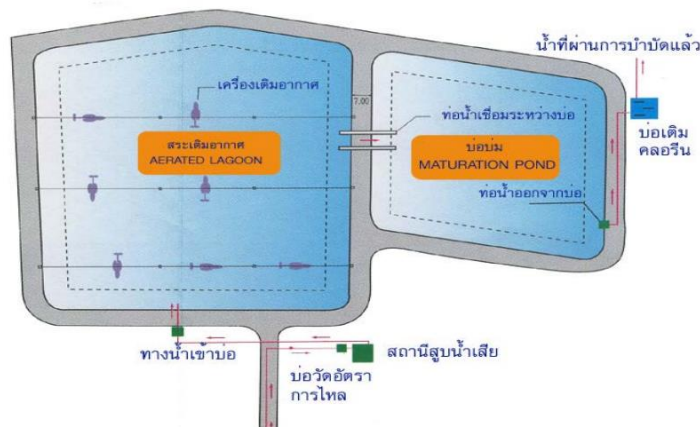 น้ำที่ผ่านการบำบัดแล้ว
เครื่องเติมอากาศ
7.00
ท่อน้ำเชื่อมระหว่างบ่อ
บ่อเติม
คลอรีน
สระเติมอากาศ
AERATED LAGOON
บ่อบ่ม
MATURATION POND
ท่อน้ำออกจากบ่อ
ทางน้ำเข้าบ่อ
สถานีสูบน้ำเสีย
บ่อวัดอัตรา
การไหล